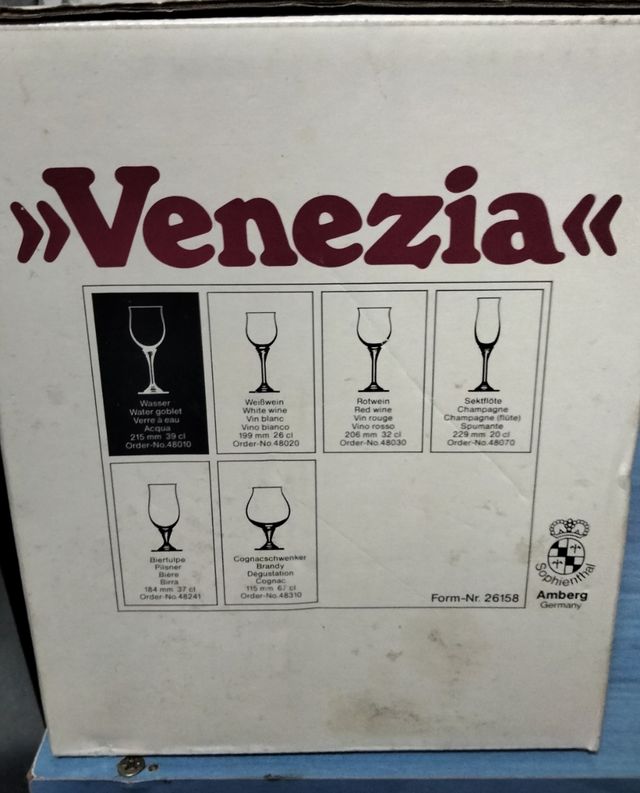 »Venezia«
Wasser
Water goblet
Verre à eau
Acqua
215 mm 39 cl
Order-No.48010
Weißwein
White wine
Vin blanc
Vino bianco
199 mm 26 cl
Order-No.48020
Rotwein
Red wine
Vin rouge
Vino rosso
206 mm 32 cl
Order-No.48030
Sektflöte
Champagne
Champagne (flûte)
Spumante
229 mm 20 cl
Order-No.48070
Biertulpe
Pilsner
Bière
Birra
184 mm 37 cl
Order-No.48241
Cognacschwenker
Brandy
Dégustation
Cognac
115 mm 67 cl
Order-No.48310
Form-Nr. 26158
Sophienthal
Amberg
Germany